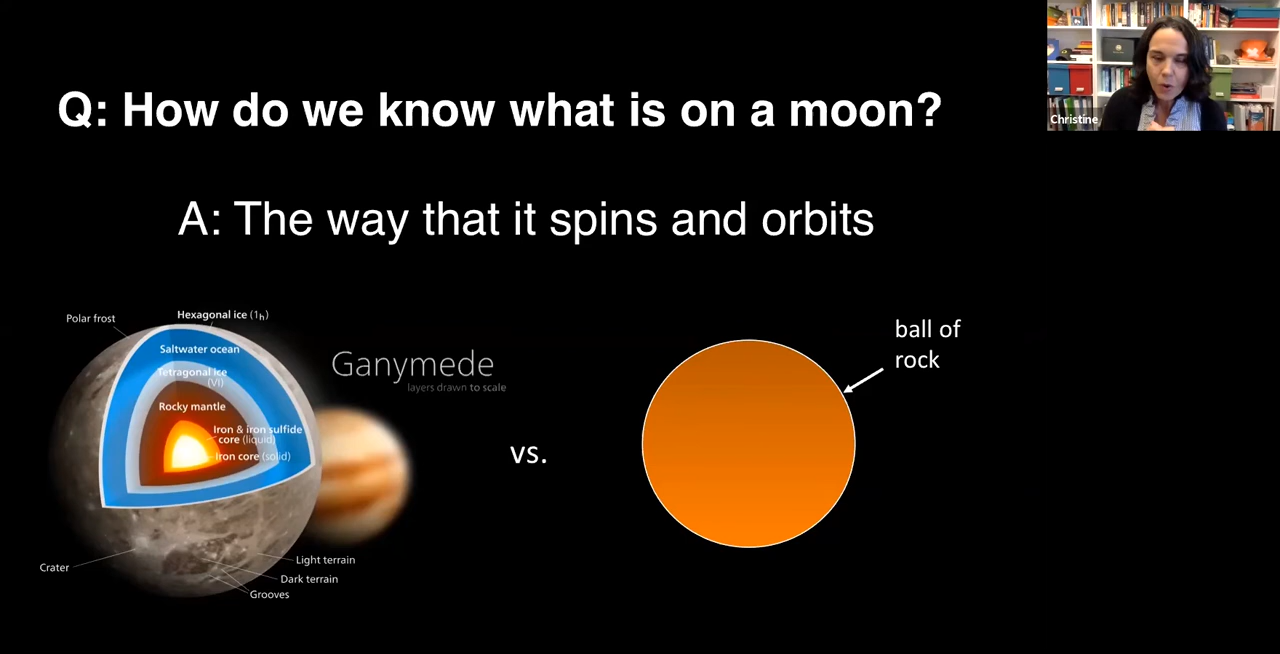 Q: How do we know what is on a moon?
Christine
A: The way that it spins and orbits
Polar frost
Hexagonal ice (1h)
Saltwater ocean
Tetragonal ice
(VI)
Rocky mantle
Iron & iron sulfide
core (liquid)
Iron core (solid)
Crater
Light terrain
Dark terrain
Grooves
Ganymede
layers drawn to scale
vs.
ball of
rock